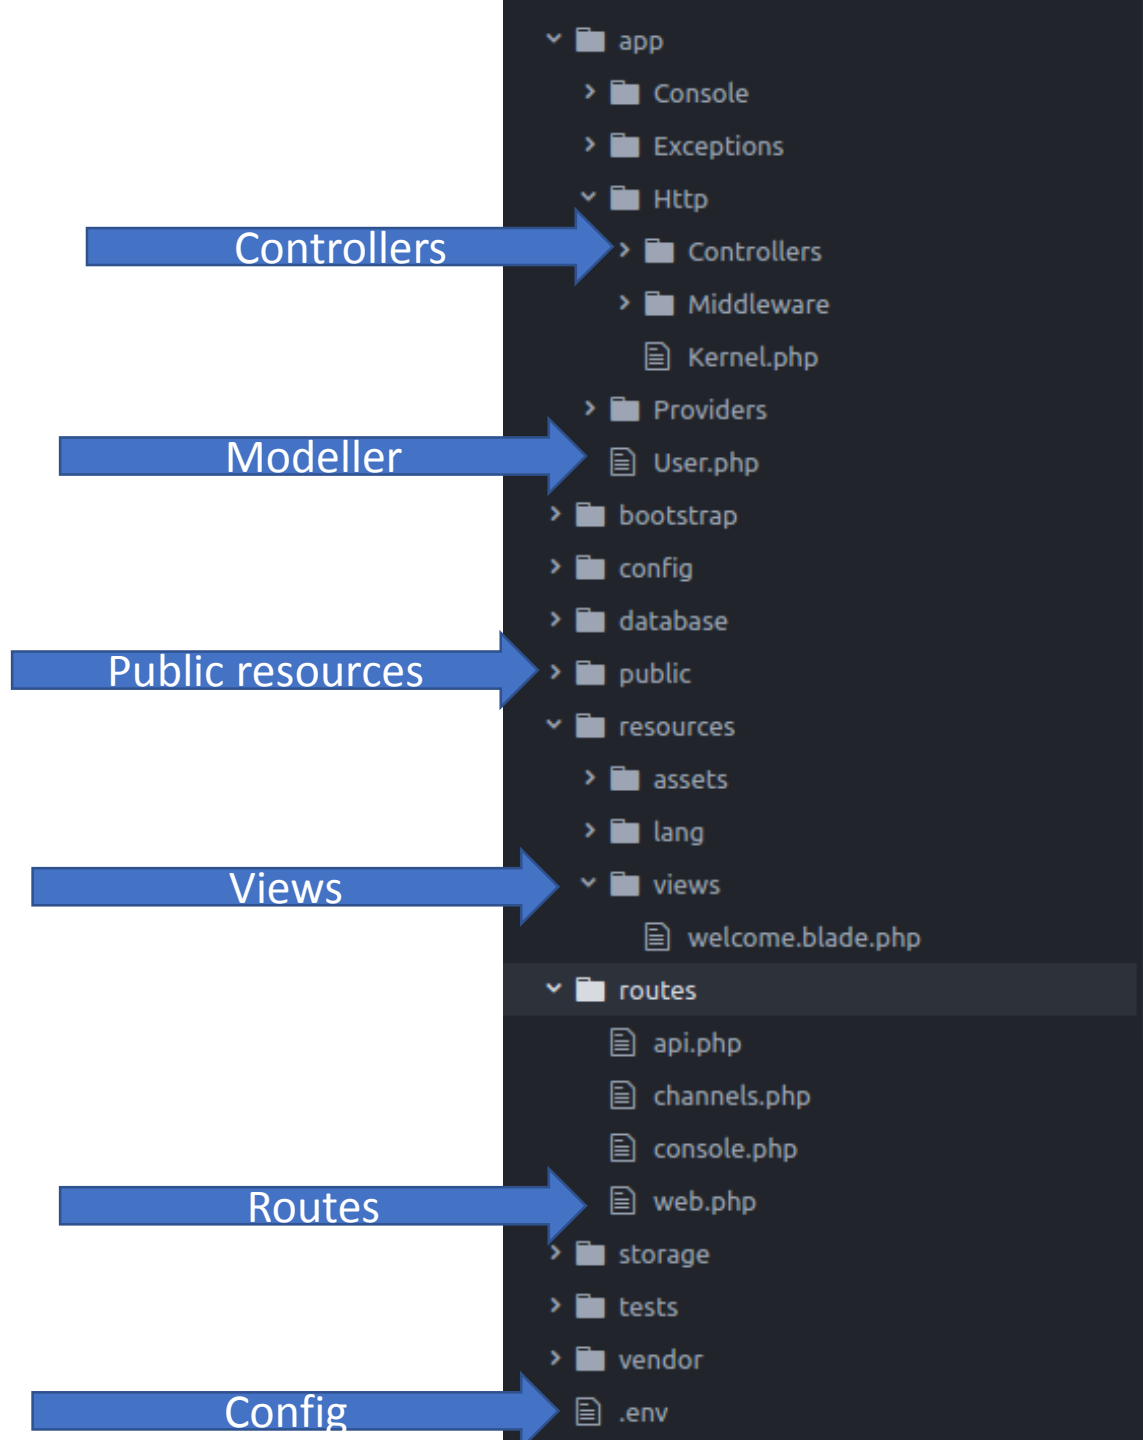 app
Console
Exceptions
Http
Controllers
Controllers
Middleware
Kernel.php
Providers
Modeller
User.php
bootstrap
config
database
Public resources
public
resources
assets
lang
Views
views
welcome.blade.php
routes
api.php
channels.php
console.php
Routes
web.php
storage
tests
vendor
Config
.env